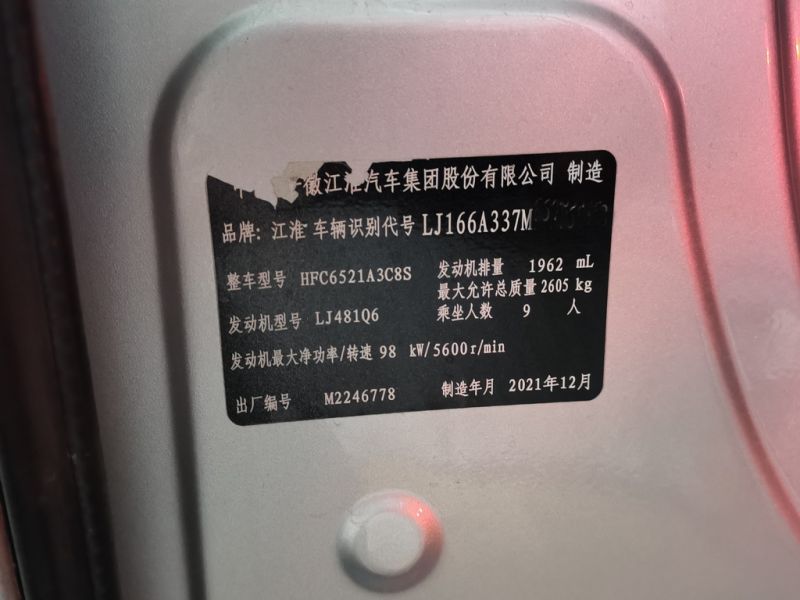 徽江淮汽车集团股份有限公司 制造
品牌: 江淮 车辆识别代号 LJ166A337M
整车型号 HFC6521A3C8S 发动机排量 1962 mL
最大允许总质量 2605 kg
发动机型号 LJ481Q6 乘坐人数 9 人
发动机最大净功率/转速 98 kW/5600r/min
出厂编号 M2246778 制造年月 2021年12月